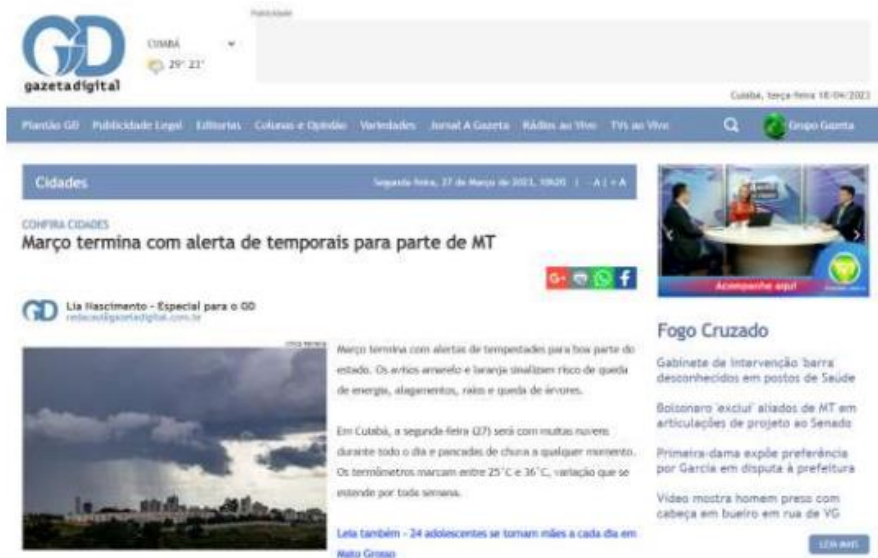 Publicidade
GD
gazetadigital
CUIABÁ
29° 23°
Cuiabá, terça-feira 18/04/2023
Plantão GD Publicidade Legal Editorias Colunas e Opinião Variedades Jornal A Gazeta Rádios ao Vivo TVs ao Vivo Grupo Gazeta
Cidades
Segunda-feira, 27 de Março de 2023, 10h20 | - A | + A
CONFIRA CIDADES
Março termina com alerta de temporais para parte de MT
G+ f
GD
Lia Nascimento - Especial para o GD
redacao@gazetadigital.com.br
Março termina com alertas de tempestades para boa parte do
estado. Os avisos amarelo e laranja sinalizam risco de queda
de energia, alagamentos, raios e queda de árvores.
Em Cuiabá, a segunda-feira (27) será com muitas nuvens
durante todo o dia e pancadas de chuva a qualquer momento.
Os termômetros marcam entre 25°C e 36°C, variação que se
estende por toda semana.
Leia também - 24 adolescentes se tornam mães a cada dia em
Mato Grosso
Acompanhe aqui
Fogo Cruzado
Gabinete de Intervenção 'barra'
desconhecidos em postos de Saúde
Bolsonaro 'exclui' aliados de MT em
articulações de projeto ao Senado
Primeira-dama expõe preferência
por Garcia em disputa à prefeitura
Vídeo mostra homem preso com
cabeça em bueiro em rua de VG
LEIA MAIS